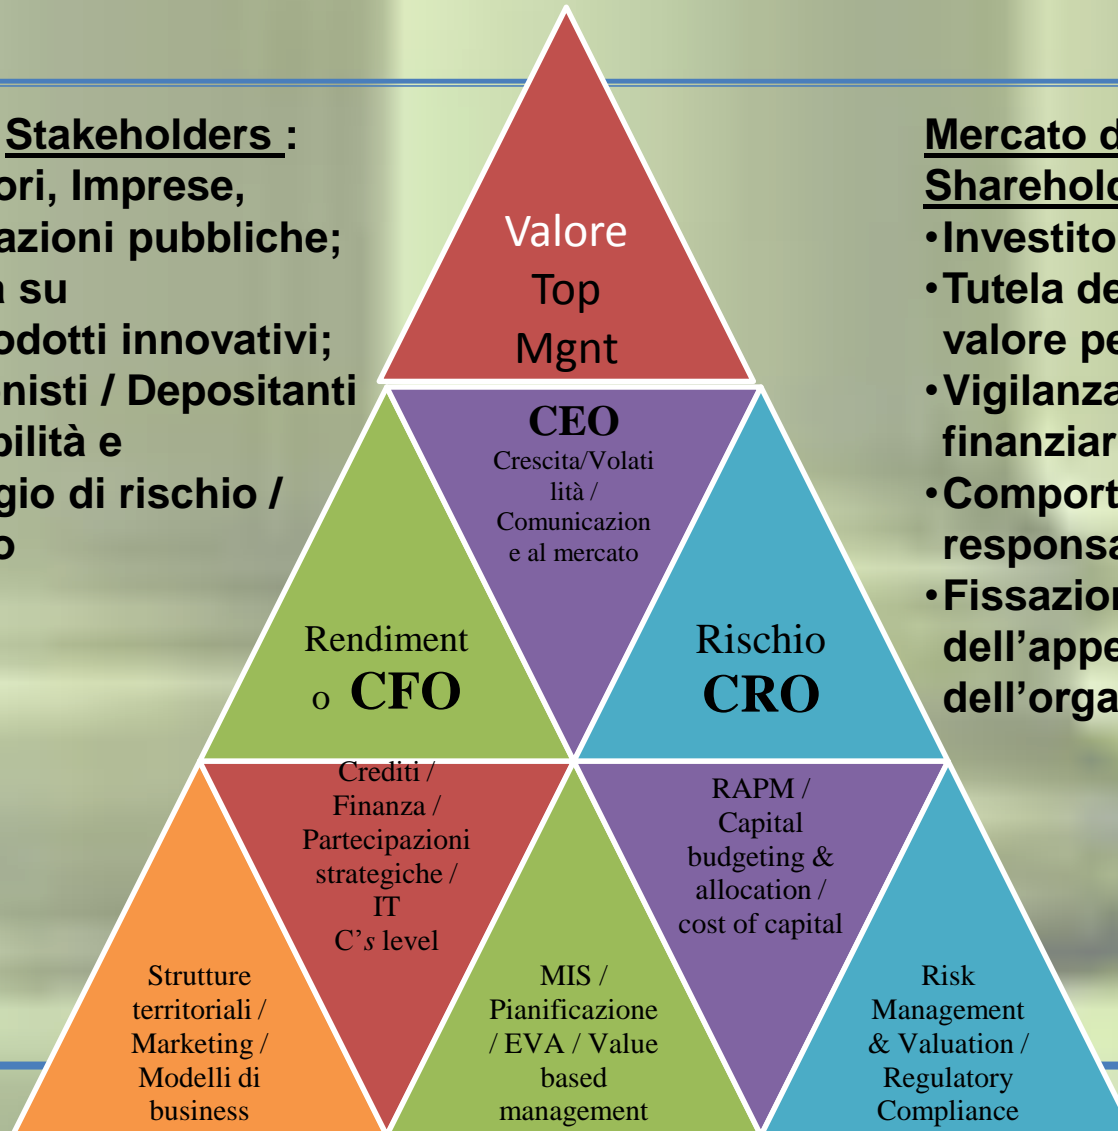 Stakeholders :
ori, Imprese,
azioni pubbliche;
à su
odotti innovativi;
nisti / Depositanti
bilità e
gio di rischio /
o
Valore
Top
Mgnt
CEO
Crescita/Volati
lità /
Comunicazion
e al mercato
Rendiment
o CFO
Rischio
CRO
Crediti /
Finanza /
Partecipazioni
strategiche /
IT
C's level
RAPM /
Capital
budgeting &
allocation /
cost of capital
Strutture
territoriali /
Marketing /
Modelli di
business
MIS /
Pianificazione
/ EVA / Value
based
management
Risk
Management
& Valuation /
Regulatory
Compliance
Mercato d
Sharehold
•Investito
•Tutela de
valore pe
•Vigilanza
finanziar
•Comport
responsa
•Fissazion
dell’appe
dell’orga